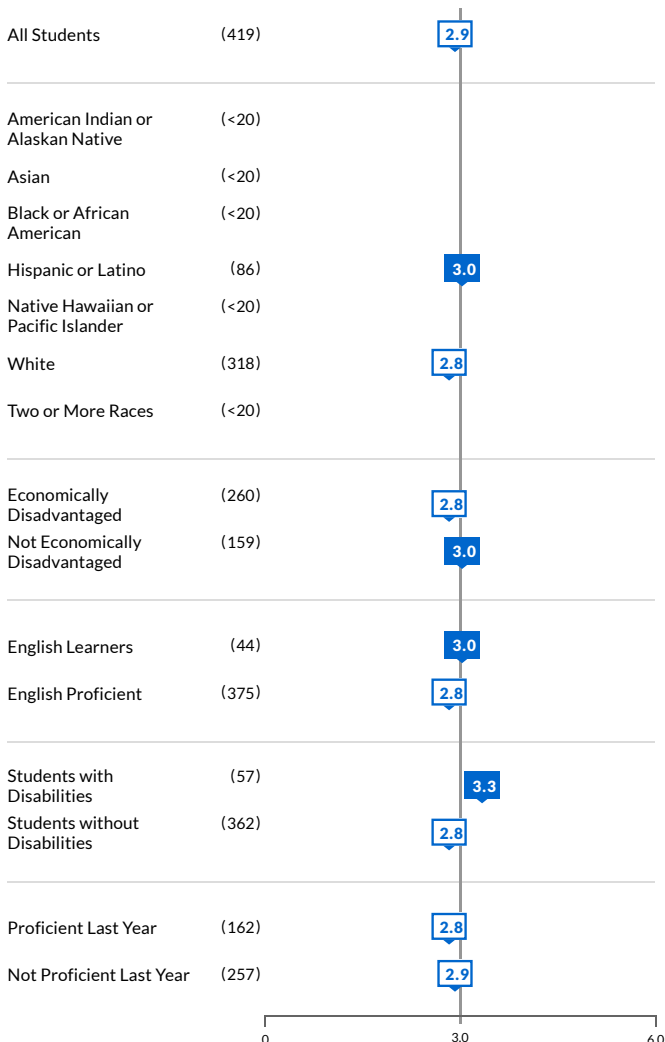 All Students (419) 2.9
American Indian or (<20)
Alaskan Native
Asian (<20)
Black or African (<20)
American
Hispanic or Latino (86) 3.0
Native Hawaiian or (<20)
Pacific Islander
White (318) 2.8
Two or More Races (<20)
Economically (260) 2.8
Disadvantaged
Not Economically (159) 3.0
Disadvantaged
English Learners (44) 3.0
English Proficient (375) 2.8
Students with (57) 3.3
Disabilities
Students without (362) 2.8
Disabilities
Proficient Last Year (162) 2.8
Not Proficient Last Year (257) 2.9
0 3.0 6.0